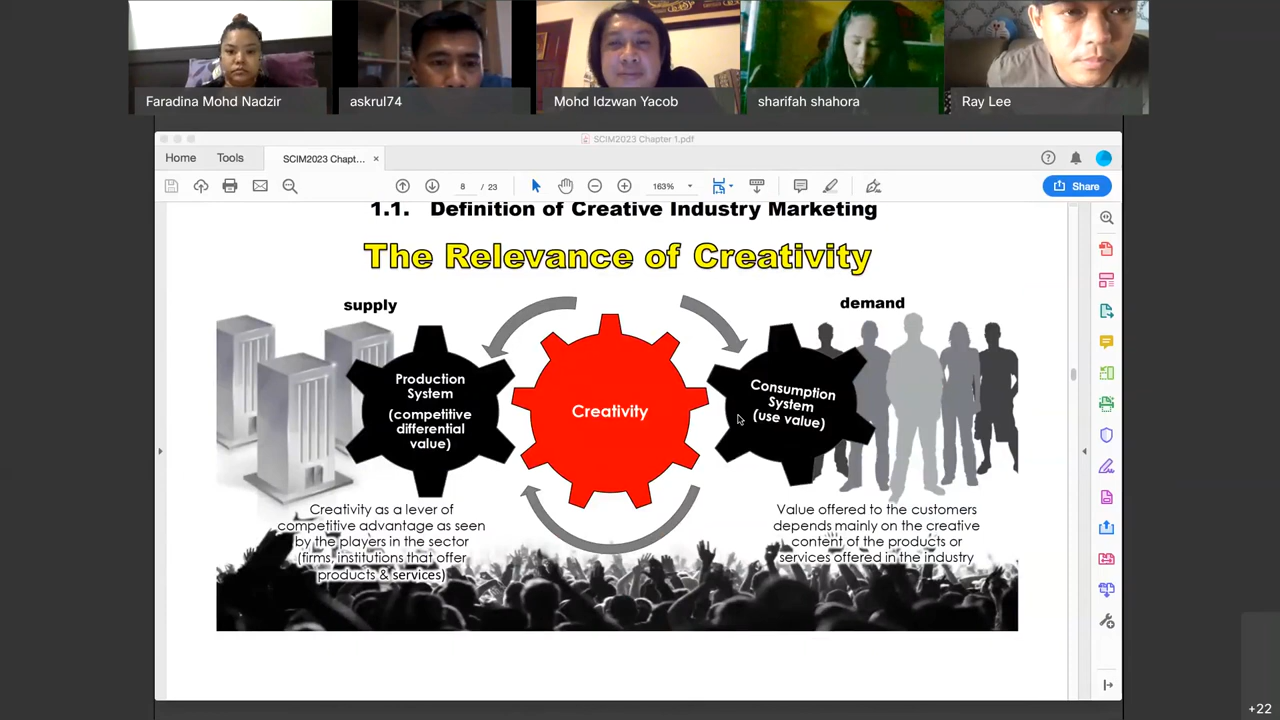 Faradina Mohd Nadzir
askrul74
Mohd Idzwan Yacob
sharifah shahora
Ray Lee
SCIM2023 Chapter 1.pdf
Home
Tools
SCIM2023 Chapt... ×
8 / 23
163%
Share
1.1. Definition of Creative Industry Marketing
The Relevance of Creativity
supply
demand
Production
System
(competitive
differential
value)
Creativity
Consumption
System
(use value)
Creativity as a lever of
competitive advantage as seen
by the players in the sector
(firms, institutions that offer
products & services)
Value offered to the customers
depends mainly on the creative
content of the products or
services offered in the industry
+22